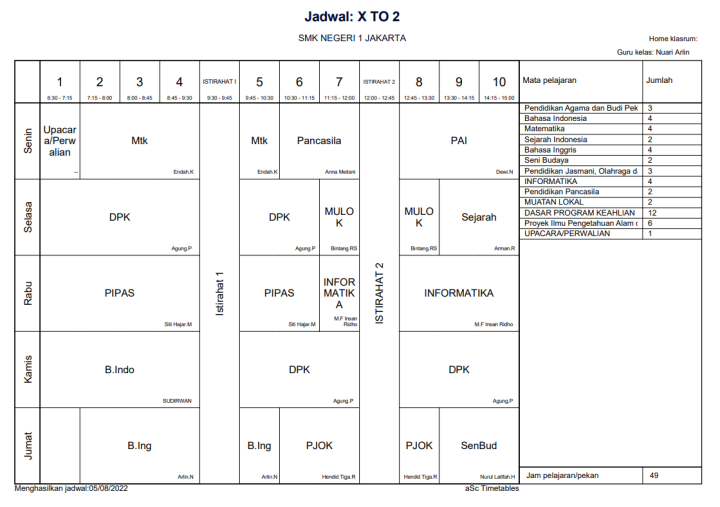 Jadwal: X TO 2
SMK NEGERI 1 JAKARTA
Home klasrum:
Guru kelas: Nuari Arlin
1 2 3 4 ISTIRAHAT I 5 6 7 ISTIRAHAT 2 8 9 10 Mata pelajaran Jumlah
6:30 - 7:15 7:15 - 8:00 8:00 - 8:45 8:45 - 9:30 9:30 - 9:45 9:45 - 10:30 10:30 - 11:15 11:15 - 12:00 12:00 - 12:45 12:45 - 13:30 13:30 - 14:15 14:15 - 15:00
Senin
Upacar
a/Perw
alian
--
Mtk
Endah.K
Mtk
Endah.K
Pancasila
Anna Meliani
PAI
Dewi.N
Selasa
DPK
Agung.P
DPK
Agung.P
MULO
K
Bintang.RS
MULO
K
Bintang.RS
Sejarah
Arman.R
Rabu
PIPAS
Siti Hajar.M
PIPAS
Siti Hajar.M
INFOR
MATIK
A
M.F Insan
Ridho
INFORMATIKA
M.F Insan Ridho
Kamis
B.Indo
SUDIRWAN
DPK
Agung.P
DPK
Agung.P
Jumat
B.Ing
Arlin.N
B.Ing
Arlin.N
PJOK
Hendid Tiga.R
PJOK
Hendid Tiga.R
SenBud
Nurul Latifah.H
Istirahat 1
ISTIRAHAT 2
Pendidikan Agama dan Budi Pek 3
Bahasa Indonesia 4
Matematika 4
Sejarah Indonesia 2
Bahasa Inggris 4
Seni Budaya 2
Pendidikan Jasmani, Olahraga d 3
INFORMATIKA 4
Pendidikan Pancasila 2
MUATAN LOKAL 2
DASAR PROGRAM KEAHLIAN 12
Proyek Ilmu Pengetahuan Alam 6
UPACARA/PERWALIAN 1
Jam pelajaran/pekan 49
Menghasilkan jadwal:05/08/2022
aSc Timetables